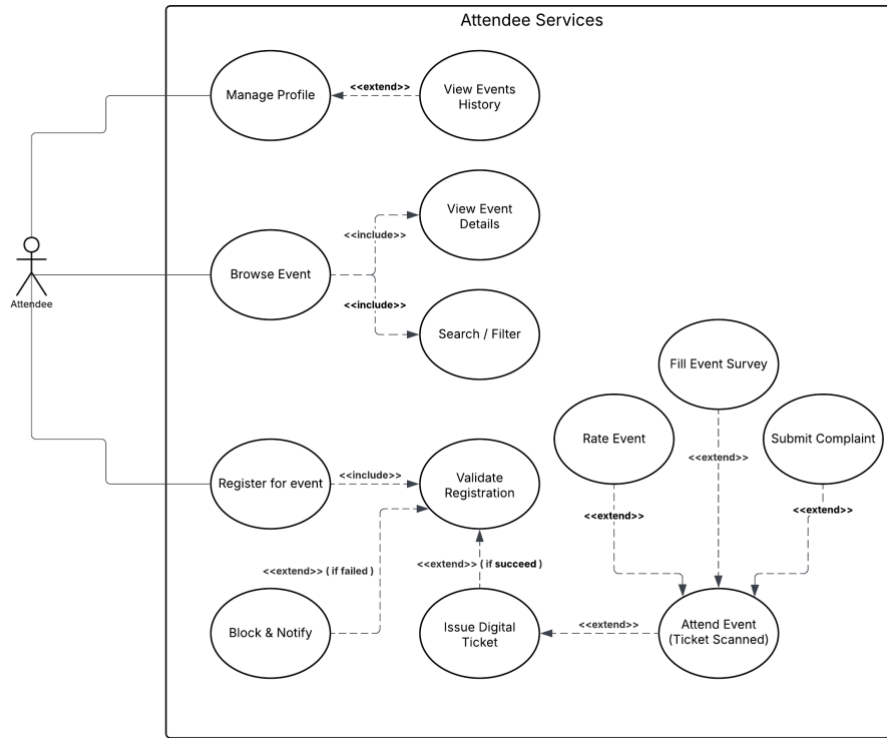 Attendee Services
Manage Profile
<<extend>>
View Events
History
View Event
Details
<<include>>
Attendee
Browse Event
<<include>>
Search / Filter
Fill Event Survey
Rate Event
Submit Complaint
<<extend>>
Register for event
<<include>>
Validate
Registration
<<extend>>
<<extend>>
<<extend>> ( if failed )
<<extend>> ( if succeed )
Block & Notify
Issue Digital
Ticket
<<extend>>
Attend Event
(Ticket Scanned)